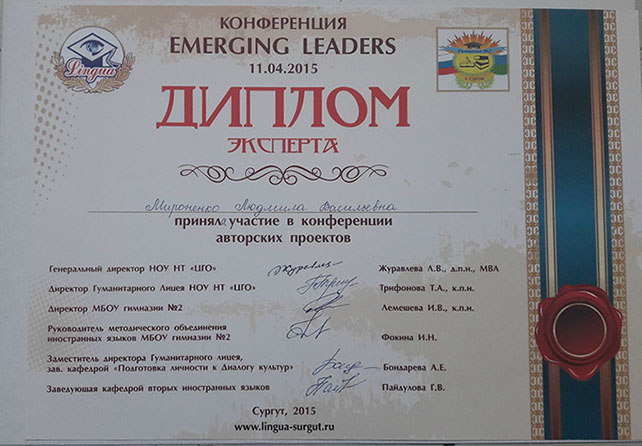 КОНФЕРЕНЦИЯ
EMERGING LEADERS
11.04.2015
Lingua
г. Сургут
ДИПЛОМ
ЭКСПЕРТА
Мироненко Людмила Васильевна
приняла участие в конференции
авторских проектов
Генеральный директор НОУ НТ «ЦГО» Журавлева Л.В., д.п.н., MBA
Директор Гуманитарного Лицея НОУ НТ «ЦГО» Трифонова Т.А., к.п.н.
Директор МБОУ гимназии №2 Лемешева И.В., к.п.н.
Руководитель методического объединения
иностранных языков МБОУ гимназии №2 Фокина И.Н.
Заместитель директора Гуманитарного лицея,
зав. кафедрой «Подготовка личности к Диалогу культур» Бондарева А.Е.
Заведующая кафедрой вторых иностранных языков Пайдулова Г.В.
Сургут, 2015
www.lingua-surgut.ru